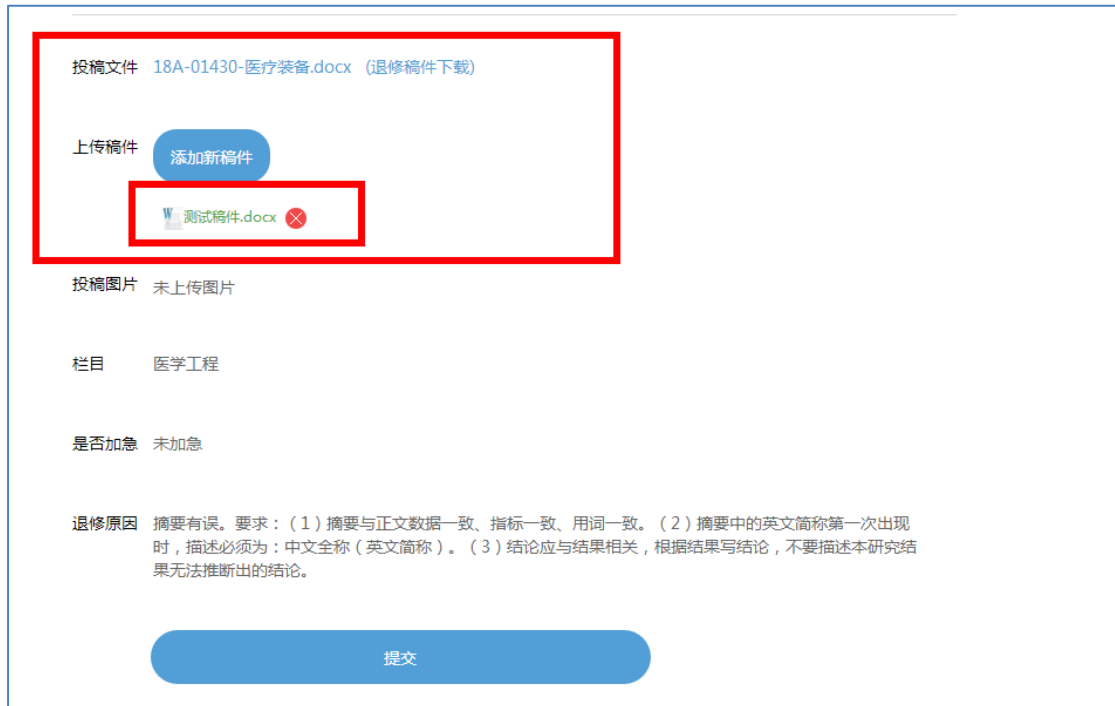 投稿文件 18A-01430-医疗装备.docx (退修稿件下载)
上传稿件
添加新稿件
测试稿件.docx
投稿图片 未上传图片
栏目 医学工程
是否加急 未加急
退修原因 摘要有误。要求：（1）摘要与正文数据一致、指标一致、用词一致。（2）摘要中的英文简称第一次出现
时，描述必须为：中文全称（英文简称）。（3）结论应与结果相关，根据结果写结论，不要描述本研究结
果无法推断出的结论。
提交